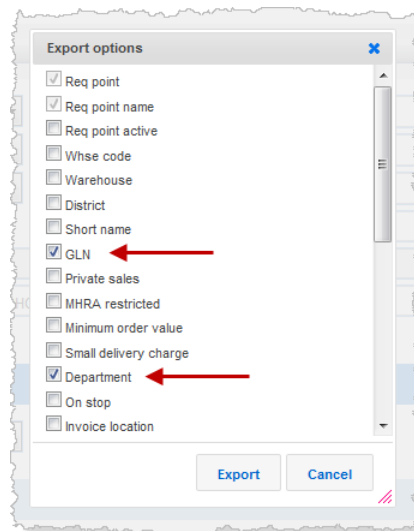 Export options
Req point
Req point name
Req point active
Whse code
Warehouse
District
Short name
GLN
Private sales
MHRA restricted
Minimum order value
Small delivery charge
Department
On stop
Invoice location
Export
Cancel